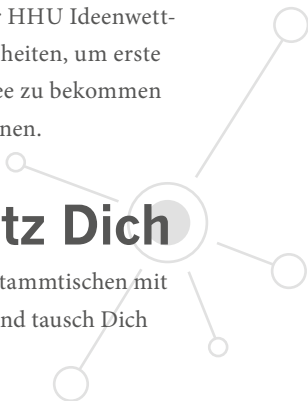 HHU Ideenwett-
heiten, um erste
ee zu bekommen
nen.
tz Dich
tammtischen mit
nd tausch Dich